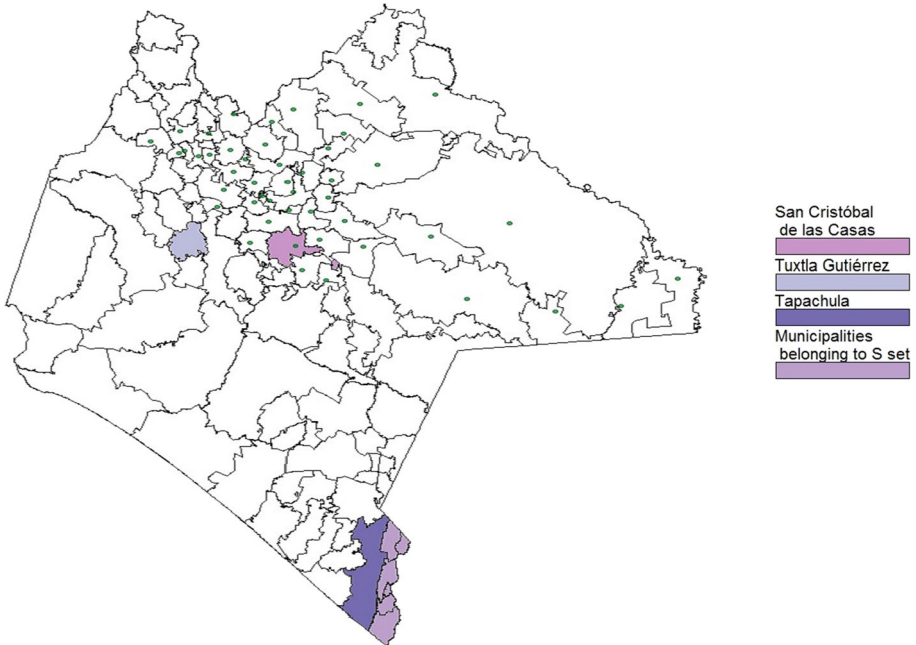 San Cristóbal
de las Casas
Tuxtla Gutiérrez
Tapachula
Municipalities
belonging to S set